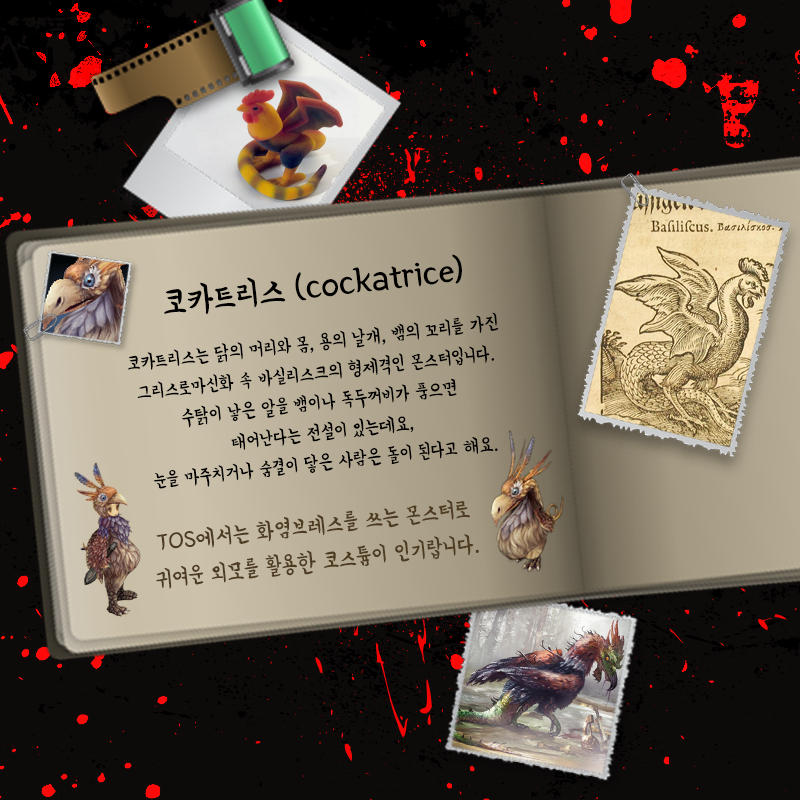 코카트리스 (cockatrice)
코카트리스는 닭의 머리와 몸, 용의 날개, 뱀의 꼬리를 가진
그리스로마신화 속 바실리스크의 형제격인 몬스터입니다.
수탉이 낳은 알을 뱀이나 독두꺼비가 품으면
태어난다는 전설이 있는데요,
눈을 마주치거나 숨결이 닿은 사람은 돌이 된다고 해요.
TOS에서는 화염브레스를 쓰는 몬스터로
귀여운 외모를 활용한 코스튬이 인기랍니다.
Baſiliſcus. Βασιλίσκος.